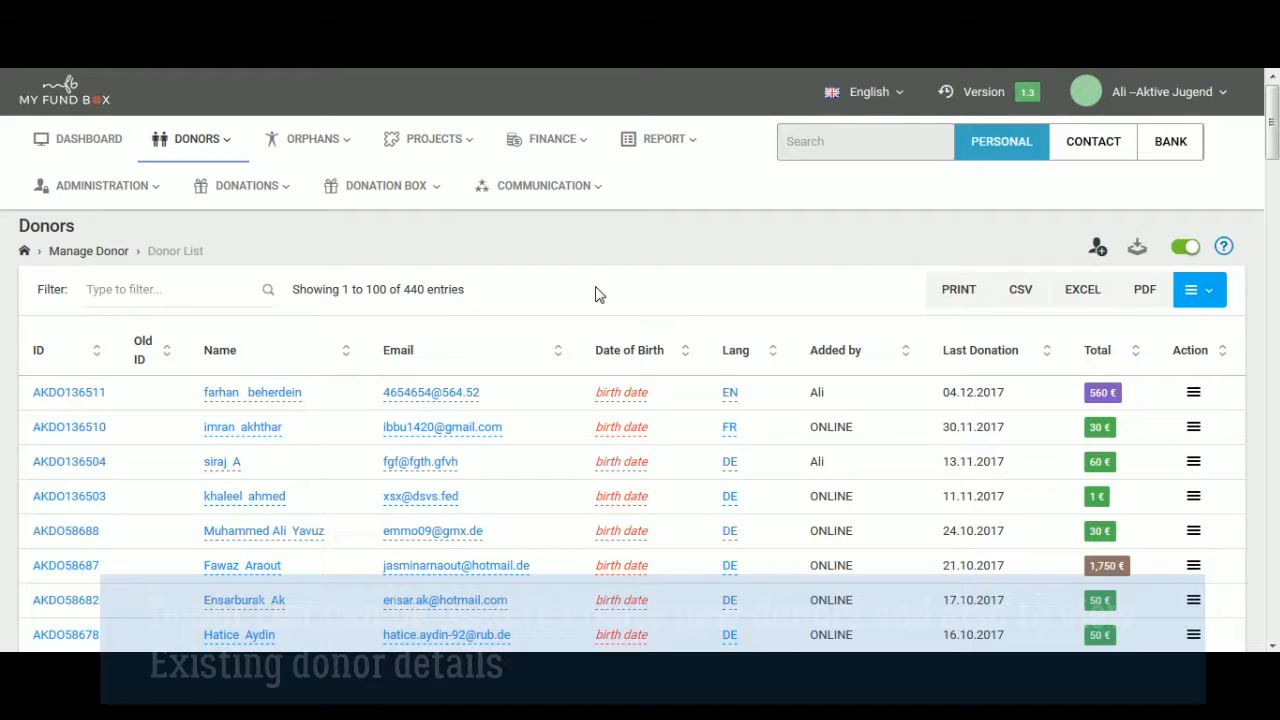 English Version 1.3 Ali –Aktive Jugend
MY FUND BOX
DASHBOARD DONORS ORPHANS PROJECTS FINANCE REPORT Search PERSONAL CONTACT BANK
ADMINISTRATION DONATIONS DONATION BOX COMMUNICATION
Donors
› Manage Donor › Donor List
Filter: Type to filter... Showing 1 to 100 of 440 entries PRINT CSV EXCEL PDF
ID Old ID Name Email Date of Birth Lang Added by Last Donation Total Action
AKDO136511 farhan beherdein 4654654@564.52 birth date EN Ali 04.12.2017 560 €
AKDO136510 imran akhthar ibbu1420@gmail.com birth date FR ONLINE 30.11.2017 30 €
AKDO136504 siraj A fgf@fgth.gfvh birth date DE Ali 13.11.2017 60 €
AKDO136503 khaleel ahmed xsx@dsvs.fed birth date DE ONLINE 11.11.2017 1 €
AKDO58688 Muhammed Ali Yavuz emmo09@gmx.de birth date DE ONLINE 24.10.2017 30 €
AKDO58687 Fawaz Araout jasminarnaout@hotmail.de birth date DE ONLINE 21.10.2017 1,750 €
AKDO58682 Ensarburak Ak ensar.ak@hotmail.com birth date DE ONLINE 17.10.2017 50 €
AKDO58678 Hatice Aydin hatice.aydin-92@rub.de birth date DE ONLINE 16.10.2017 50 €
Existing donor details